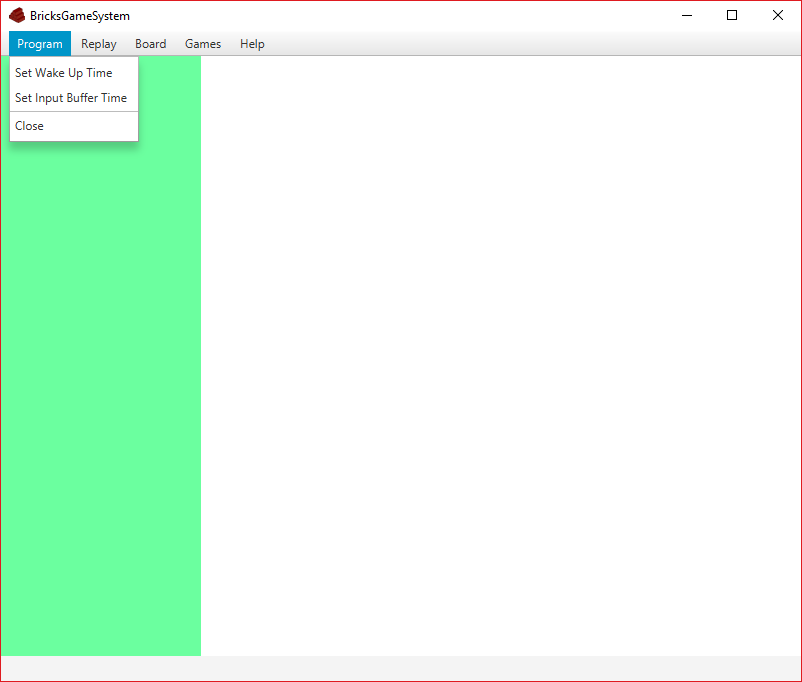 BricksGameSystem
Program Replay Board Games Help
Set Wake Up Time
Set Input Buffer Time
Close